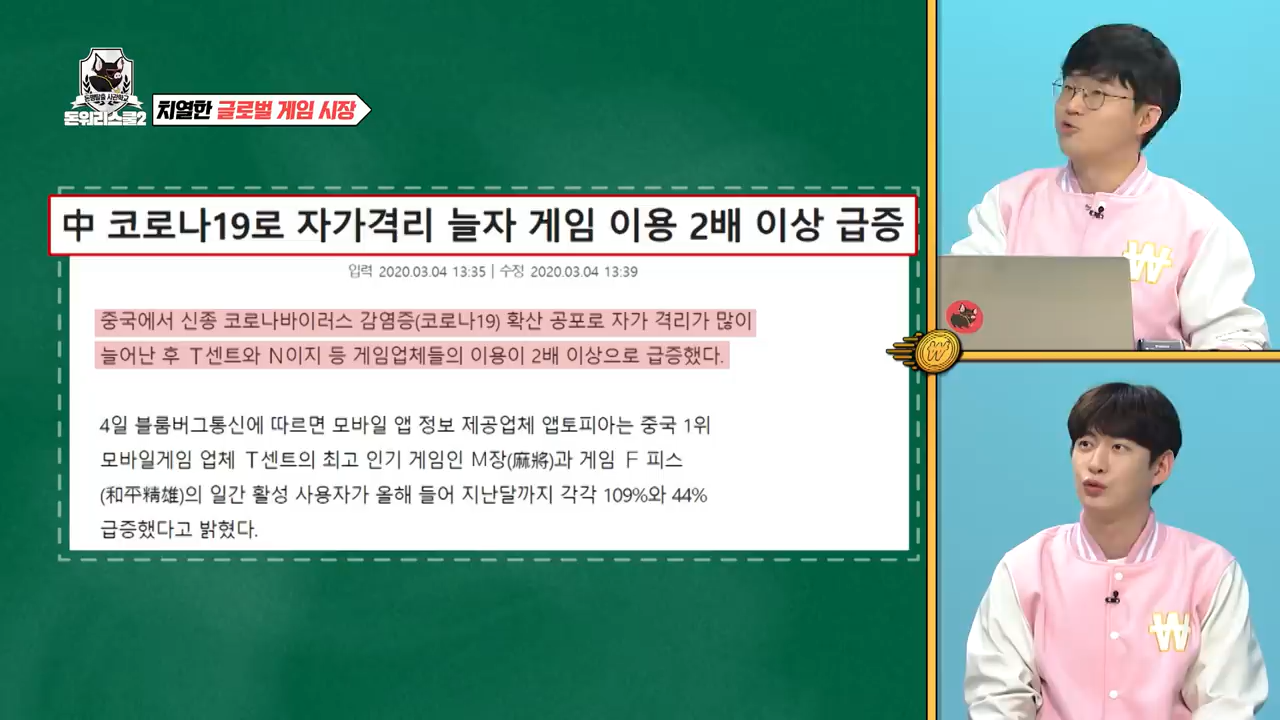 돈병탈출 사관학교
돈워리스쿨2
치열한 글로벌 게임 시장
中 코로나19로 자가격리 늘자 게임 이용 2배 이상 급증
입력 2020.03.04 13:35 | 수정 2020.03.04 13:39
중국에서 신종 코로나바이러스 감염증(코로나19) 확산 공포로 자가 격리가 많이
늘어난 후 T센트와 N이지 등 게임업체들의 이용이 2배 이상으로 급증했다.
4일 블룸버그통신에 따르면 모바일 앱 정보 제공업체 앱토피아는 중국 1위
모바일게임 업체 T센트의 최고 인기 게임인 M장(麻將)과 게임 F 피스
(和平精雄)의 일간 활성 사용자가 올해 들어 지난달까지 각각 109%와 44%
급증했다고 밝혔다.
₩
₩
₩